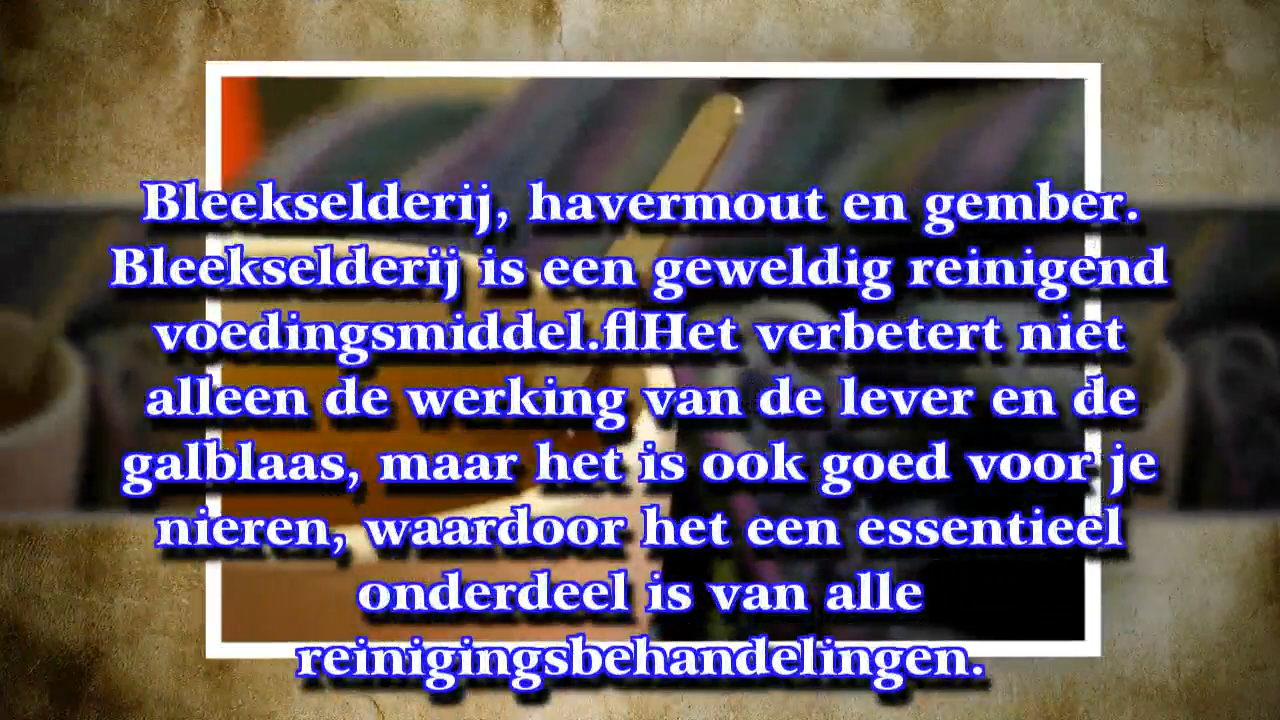 Bleekselderij, havermout en gember.
Bleekselderij is een geweldig reinigend
voedingsmiddel.flHet verbetert niet
alleen de werking van de lever en de
galblaas, maar het is ook goed voor je
nieren, waardoor het een essentieel
onderdeel is van alle
reinigingsbehandelingen.